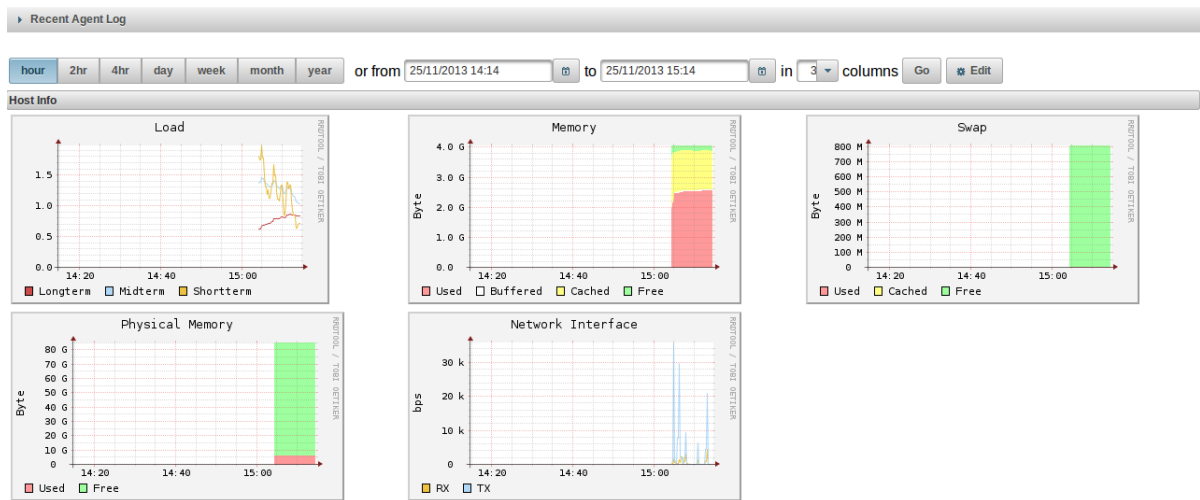 Recent Agent Log
hour 2hr 4hr day week month year or from 25/11/2013 14:14 to 25/11/2013 15:14 in 3 columns Go Edit
Host Info
Load
RRDTOOL / TOBI OETIKER
1.5
1.0
0.5
0.0
14:20 14:40 15:00
Longterm Midterm Shortterm
Memory
RRDTOOL / TOBI OETIKER
Byte
4.0 G
3.0 G
2.0 G
1.0 G
0.0
14:20 14:40 15:00
Used Buffered Cached Free
Swap
RRDTOOL / TOBI OETIKER
Byte
800 M
700 M
600 M
500 M
400 M
300 M
200 M
100 M
0
14:20 14:40 15:00
Used Cached Free
Physical Memory
RRDTOOL / TOBI OETIKER
Byte
80 G
70 G
60 G
50 G
40 G
30 G
20 G
10 G
0
14:20 14:40 15:00
Used Free
Network Interface
RRDTOOL / TOBI OETIKER
bps
30 k
20 k
10 k
0
14:20 14:40 15:00
RX TX